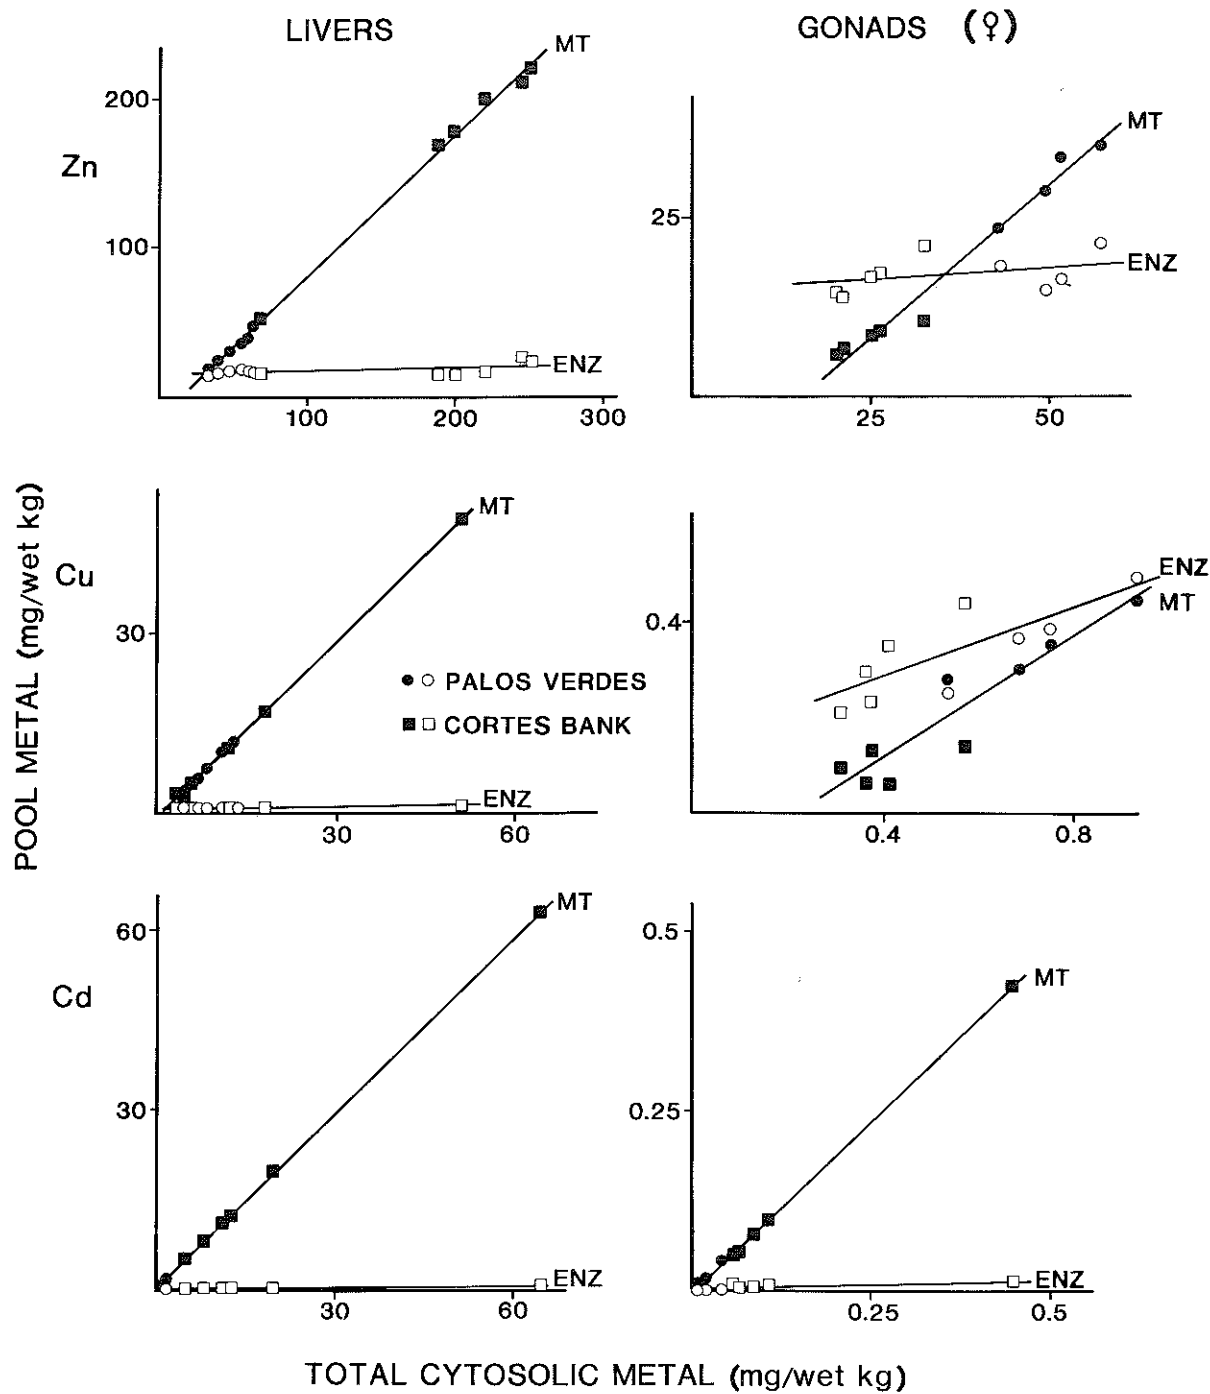 LIVERS
GONADS (♀)
Zn
200
100
MT
ENZ
100
200
300
25
MT
ENZ
25
50
POOL METAL (mg/wet kg)
Cu
30
MT
ENZ
30
60
PALOS VERDES
CORTES BANK
0.4
ENZ
MT
0.4
0.8
Cd
60
30
MT
ENZ
30
60
0.5
0.25
MT
ENZ
0.25
0.5
TOTAL CYTOSOLIC METAL (mg/wet kg)